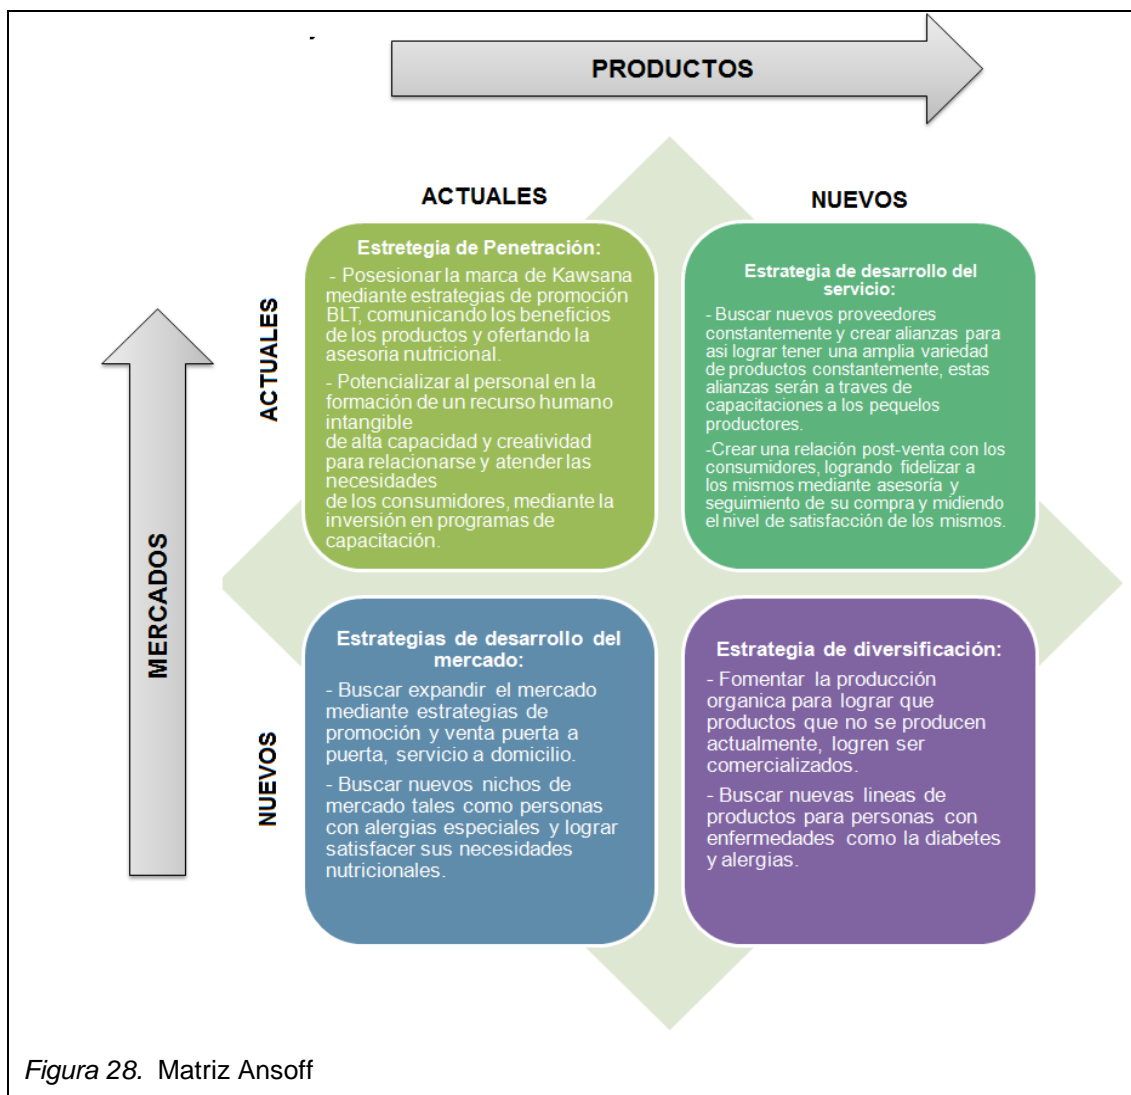 PRODUCTOS
ACTUALES
NUEVOS
MERCADOS
ACTUALES
Estretegia de Penetración:
- Posesionar la marca de Kawsana
mediante estrategias de promoción
BLT, comunicando los beneficios
de los productos y ofertando la
asesoria nutricional.
- Potencializar al personal en la
formación de un recurso humano
intangible
de alta capacidad y creatividad
para relacionarse y atender las
necesidades
de los consumidores, mediante la
inversión en programas de
capacitación.
Estrategia de desarrollo del
servicio:
- Buscar nuevos proveedores
constantemente y crear alianzas para
asi lograr tener una amplia variedad
de productos constantemente, estas
alianzas serán a traves de
capacitaciones a los pequelos
productores.
-Crear una relación post-venta con los
consumidores, logrando fidelizar a
los mismos mediante asesoría y
seguimiento de su compra y midiendo
el nivel de satisfacción de los mismos.
NUEVOS
Estrategias de desarrollo del
mercado:
- Buscar expandir el mercado
mediante estrategias de
promoción y venta puerta a
puerta, servicio a domicilio.
- Buscar nuevos nichos de
mercado tales como personas
con alergias especiales y lograr
satisfacer sus necesidades
nutricionales.
Estrategia de diversificación:
- Fomentar la producción
organica para lograr que
productos que no se producen
actualmente, logren ser
comercializados.
- Buscar nuevas lineas de
productos para personas con
enfermedades como la diabetes
y alergias.
Figura 28. Matriz Ansoff